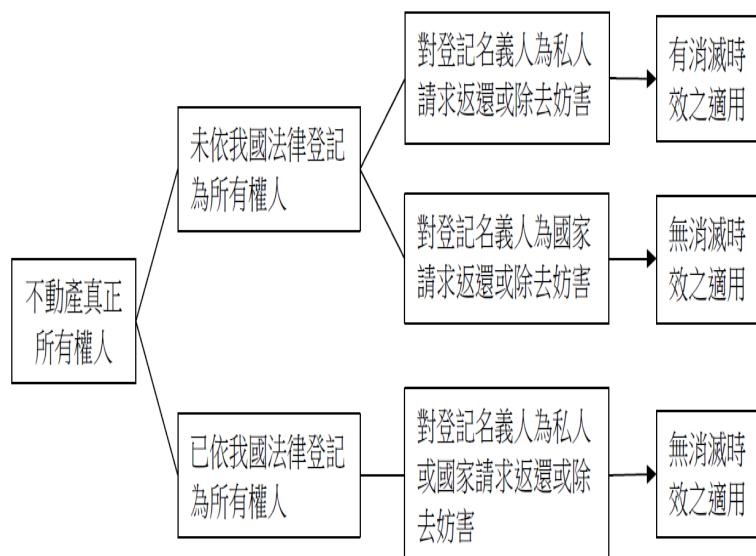 不動產真正
所有權人
未依我國法律登記
為所有權人
對登記名義人為私人
請求返還或除去妨害
有消滅時
效之適用
對登記名義人為國家
請求返還或除去妨害
無消滅時
效之適用
已依我國法律登記
為所有權人
對登記名義人為私人
或國家請求返還或除
去妨害
無消滅時
效之適用